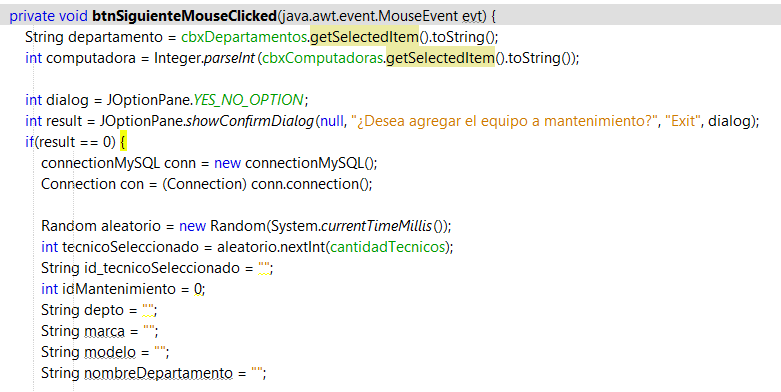 private void btnSiguienteMouseClicked(java.awt.event.MouseEvent evt) {
String departamento = cbxDepartamentos.getSelectedItem().toString();
int computadora = Integer.parseInt(cbxComputadoras.getSelectedItem().toString());
int dialog = JOptionPane.YES_NO_OPTION;
int result = JOptionPane.showConfirmDialog(null, "¿Desea agregar el equipo a mantenimiento?", "Exit", dialog);
if(result == 0) {
connectionMySQL conn = new connectionMySQL();
Connection con = (Connection) conn.connection();
Random aleatorio = new Random(System.currentTimeMillis());
int tecnicoSeleccionado = aleatorio.nextInt(cantidadTecnicos);
String id_tecnicoSeleccionado = "";
int idMantenimiento = 0;
String depto = "";
String marca = "";
String modelo = "";
String nombreDepartamento = "";